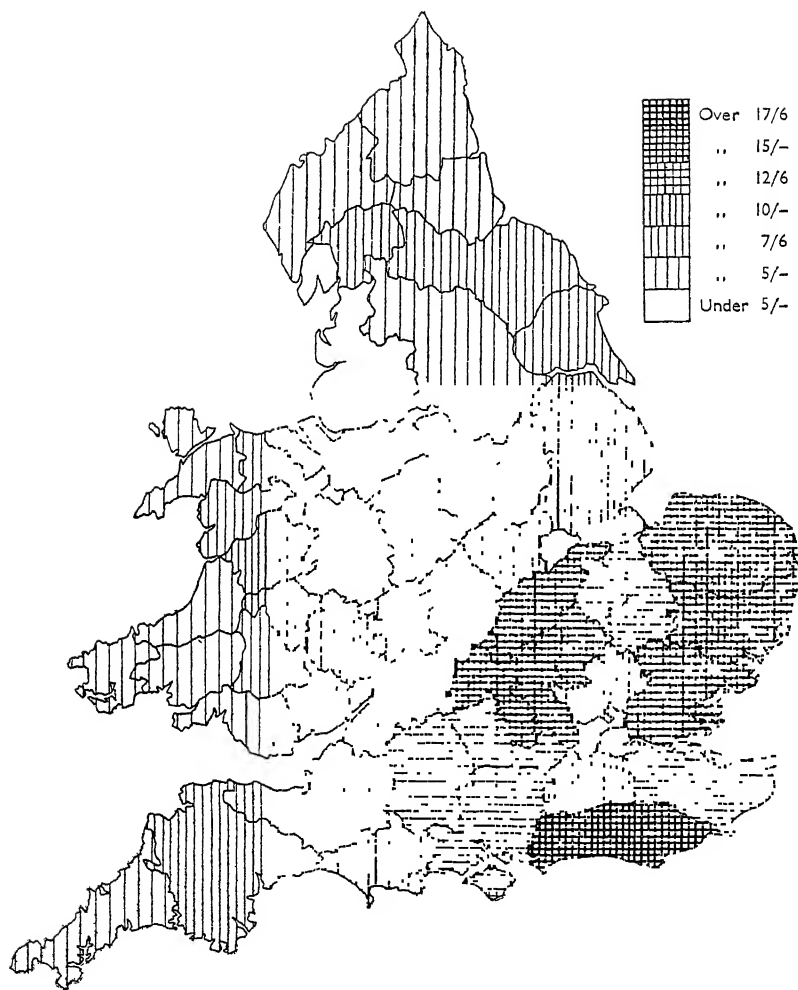 Over 17/6
,, 15/-
,, 12/6
,, 10/-
,, 7/6
,, 5/-
Under 5/-